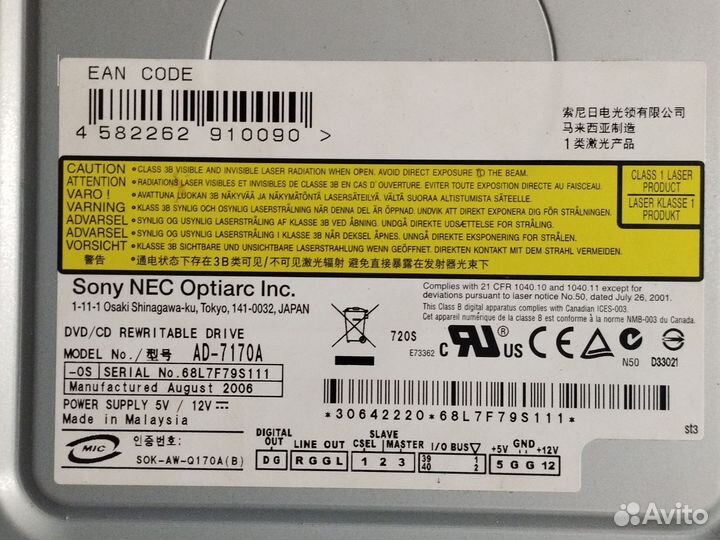 EAN CODE
4 582262 910090 >
索尼日电光领有限公司
马来西亚制造
1类激光产品
CAUTION • CLASS 3B VISIBLE AND INVISIBLE LASER RADIATION WHEN OPEN. AVOID DIRECT EXPOSURE TO THE BEAM.
ATTENTION • RADIATIONS LASER VISIBLES ET INVISIBLES DE CLASSE 3B EN CAS D'OUVERTURE. EVITER TOUTE EXPOSITION DIRECTE AU FAISCEAU.
VARO ! • AVATTUNA LUOKAN 3B NÄKYVÄÄ JA NÄKYMÄTÖNTÄ LASERSÄTEILYÄ. VÄLTÄ SUORAA ALTISTUMISTA SÄTEELLE.
VARNING • KLASS 3B SYNLIG OCH OSYNLIG LASERSTRÅLNING NÄR DENNA DEL ÄR ÖPPNAD. UNDVIK ATT DIREKT EXPONERA DIG FÖR STRÅLNINGEN.
ADVARSEL • SYNLIG OG USYNLIG LASERSTRÅLING AF KLASSE 3B VED ÅBNING. UNDGÅ DIREKTE UDSÆTTELSE FOR STRÅLING.
ADVARSEL • SYNLIG OG USYNLIG LASERSTRÅLING I KLASSE 3B NÅR DEKSEL ÅPNES. UNNGÅ DIREKTE EKSPONERING FOR STRÅLEN.
VORSICHT • KLASSE 3B SICHTBARE UND UNSICHTBARE LASERSTRAHLUNG WENN GEÖFFNET. DIREKTEN KONTAKT MIT DEM STRAHL VERMEIDEN.
警告 • 通电状态下存在3B类可见/不可见激光辐射 避免直接暴露在发射器光束下
CLASS 1 LASER
PRODUCT
LASER KLASSE 1
PRODUKT
Sony NEC Optiarc Inc.
1-11-1 Osaki Shinagawa-ku, Tokyo, 141-0032, JAPAN
Complies with 21 CFR 1040.10 and 1040.11 except for
deviations pursuant to laser notice No.50, dated July 26, 2001.
This Class B digital apparatus complies with Canadian ICES-003.
Cet appareil numérique de la classe B est conforme à la norme NMB-003 du Canada.
DVD/CD REWRITABLE DRIVE
MODEL No./型号 AD-7170A
-OS SERIAL No.68L7F79S111
Manufactured August 2006
POWER SUPPLY 5V / 12V
Made in Malaysia
720S
E73362 C RU US CE N50 D33021
*30642220*68L7F79S111*
st3
MIC
인증번호:
SOK-AW-Q170A(B)
DIGITAL OUT
DG
LINE OUT
RGGL
SLAVE
CSEL MASTER
1 2 3
I/O BUS
39 40 1 2
+5V GND +12V
5 G G 12
Avito